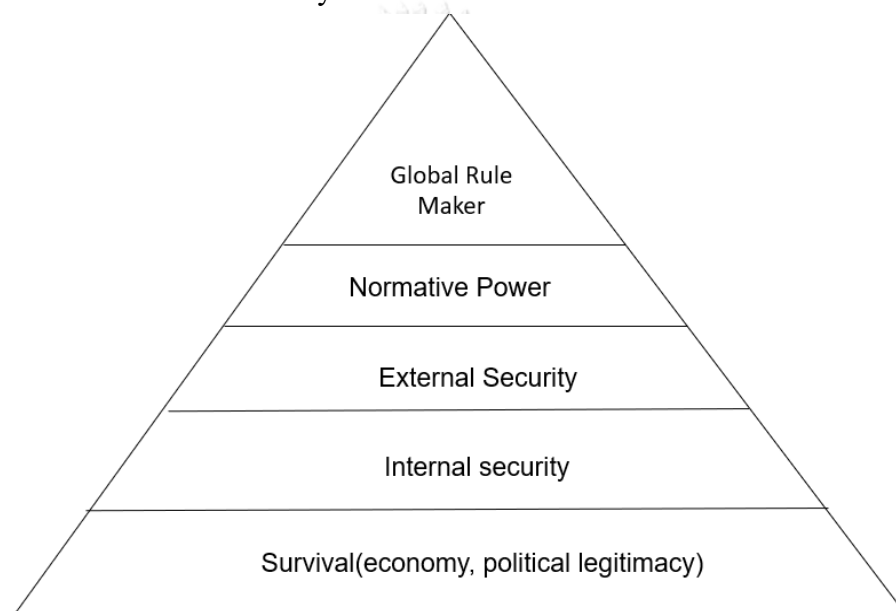 Global Rule
Maker
Normative Power
External Security
Internal security
Survival(economy, political legitimacy)